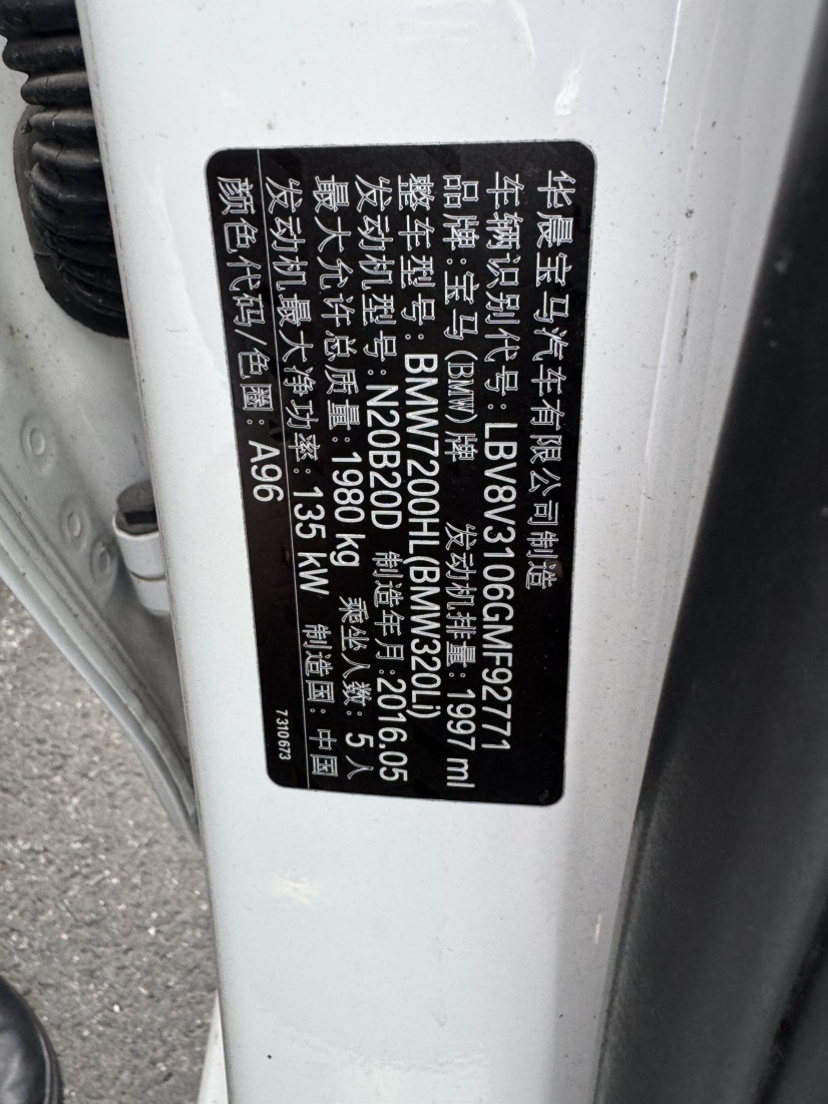 华晨宝马汽车有限公司制造
车辆识别代号:LBV8V3106GMF92771
品牌:宝马(BMW)牌 发动机排量:1997 ml
整车型号:BMW7200HL(BMW320Li)
发动机型号:N20B20D 制造年月:2016.05
最大允许总质量:1980 kg 乘坐人数:5人
发动机最大净功率:135 kW 制造国:中国
颜色代码/色圈:A96
7310673